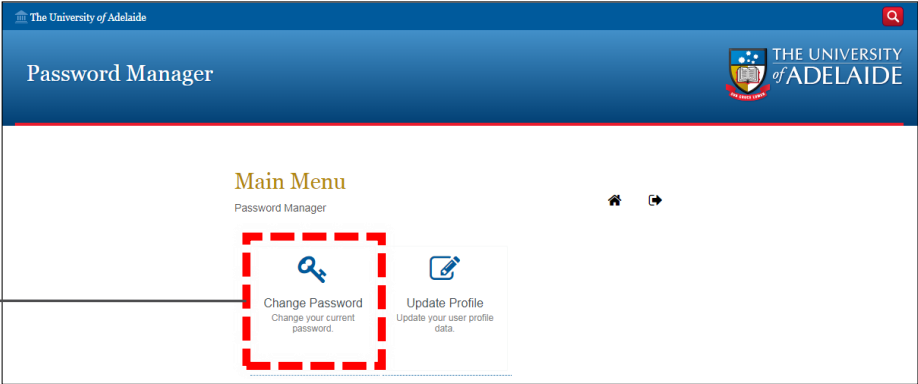 The University of Adelaide
Password Manager
THE UNIVERSITY
of ADELAIDE
Main Menu
Password Manager
Change Password
Change your current
password.
Update Profile
Update your user profile
data.